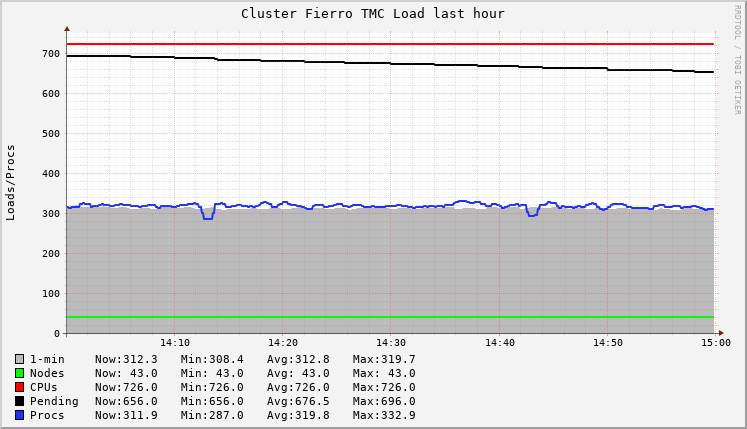 Cluster Fierro TMC Load last hour
RRDTOOL / TOBI OETIKER
Loads/Procs
700
600
500
400
300
200
100
0
14:10 14:20 14:30 14:40 14:50 15:00
1-min Now:312.3 Min:308.4 Avg:312.8 Max:319.7
Nodes Now: 43.0 Min: 43.0 Avg: 43.0 Max: 43.0
CPUs Now:726.0 Min:726.0 Avg:726.0 Max:726.0
Pending Now:656.0 Min:656.0 Avg:676.5 Max:696.0
Procs Now:311.9 Min:287.0 Avg:319.8 Max:332.9